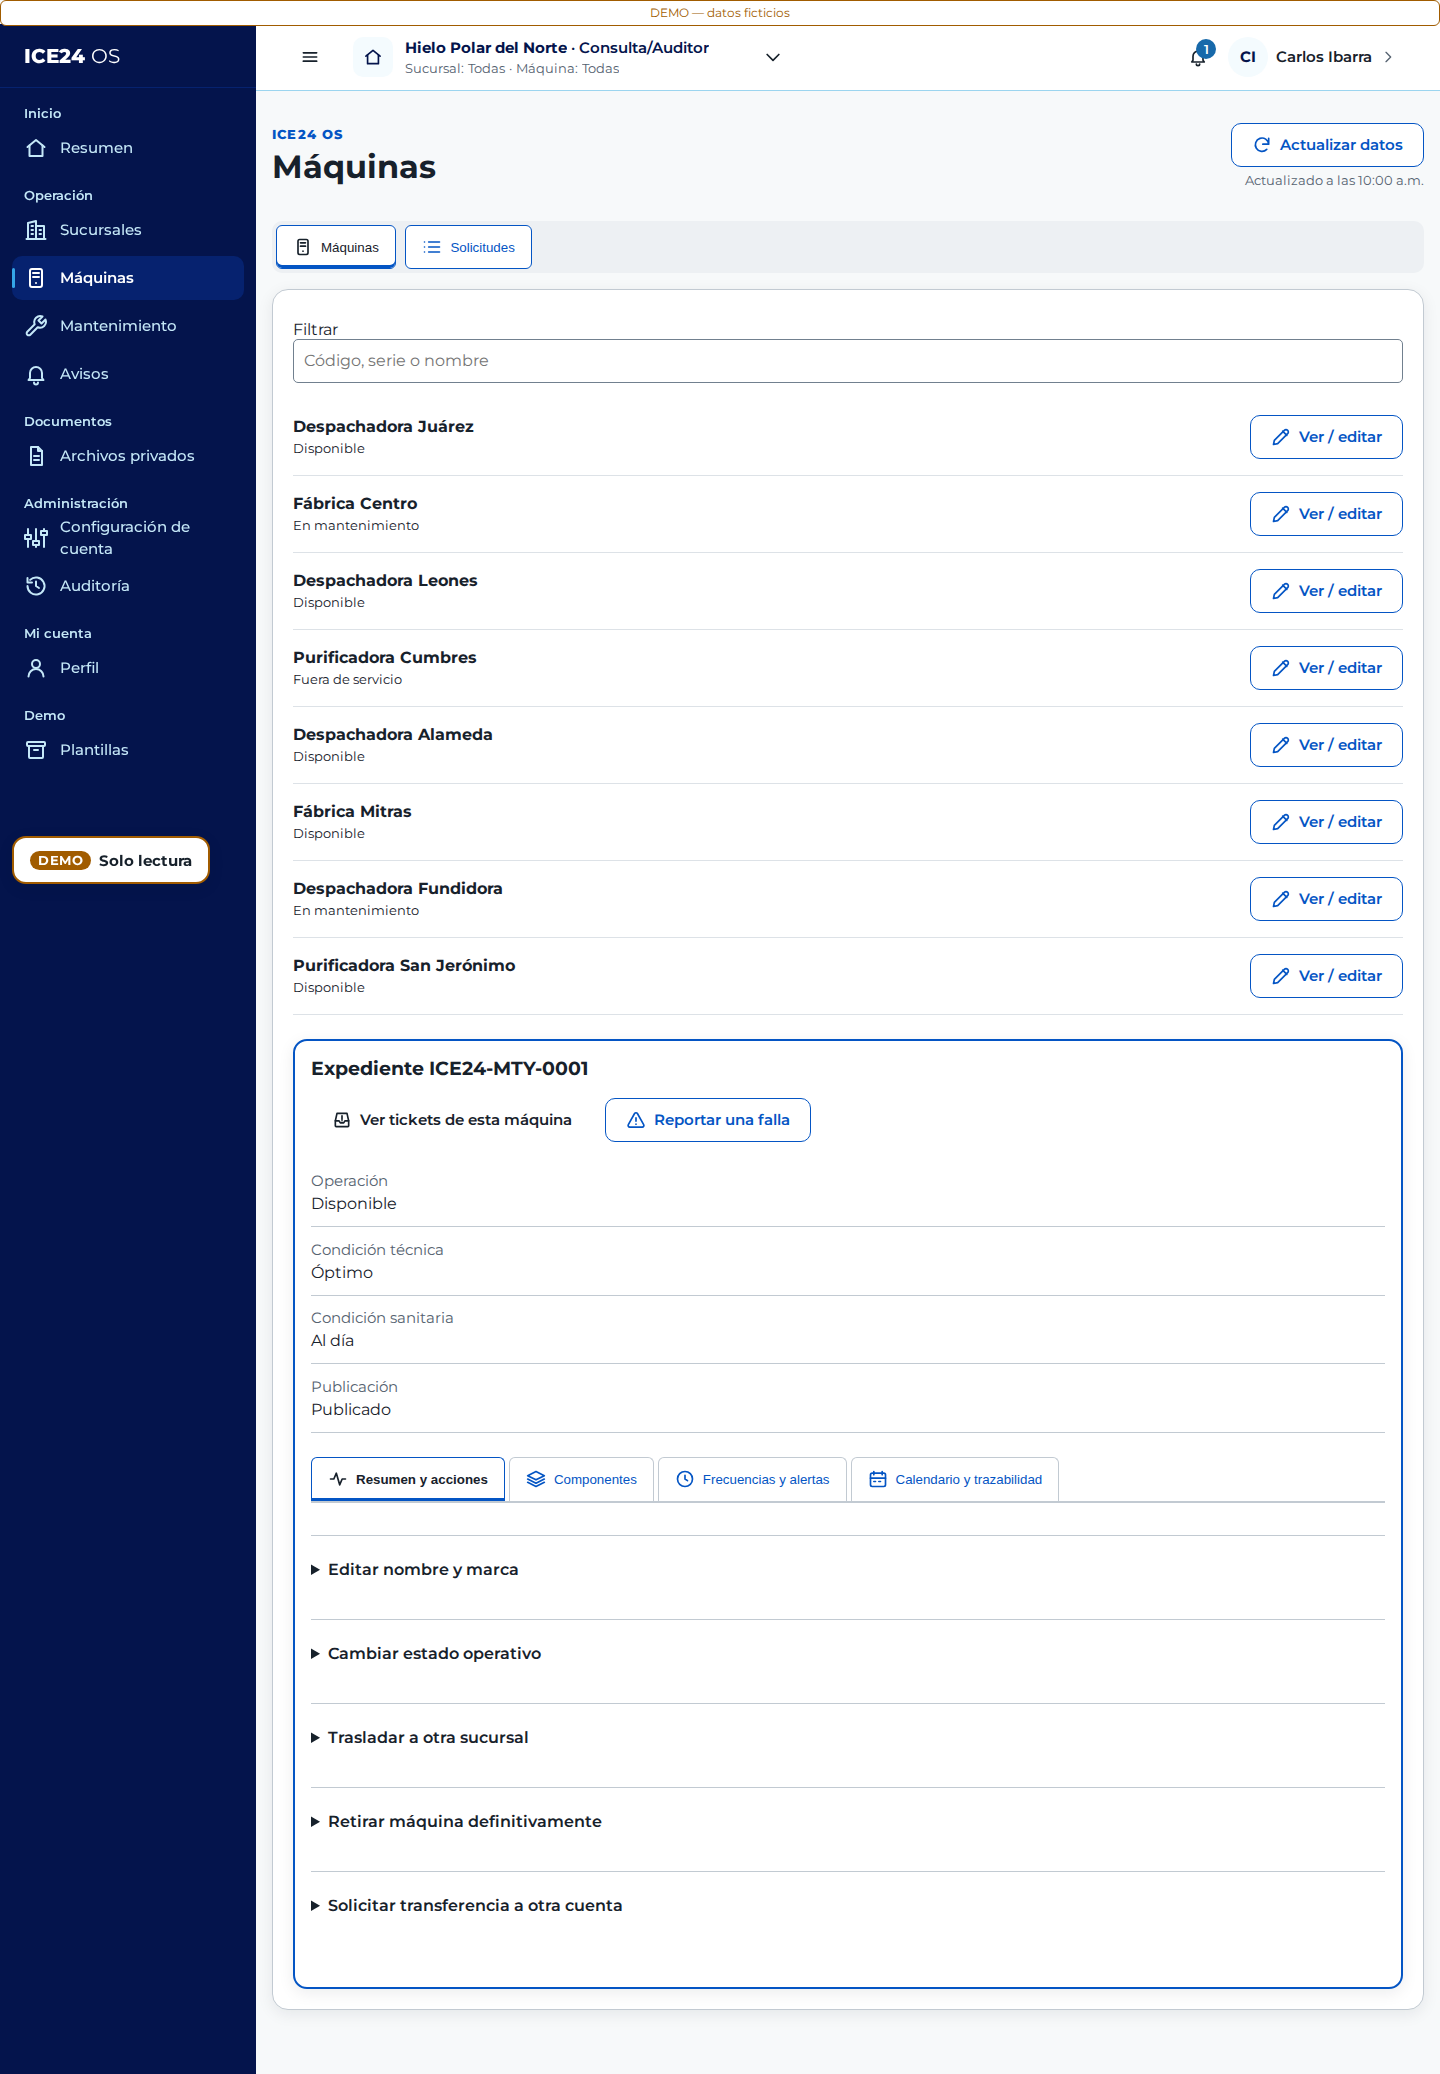 DEMO — datos ficticios
ICE24 OS
Inicio
Resumen
Operación
Sucursales
Máquinas
Mantenimiento
Avisos
Documentos
Archivos privados
Administración
Configuración de
cuenta
Auditoría
Mi cuenta
Perfil
Demo
Plantillas
DEMO Solo lectura
Hielo Polar del Norte · Consulta/Auditor
Sucursal: Todas · Máquina: Todas
1
CI Carlos Ibarra
ICE24 OS
Máquinas
Actualizar datos
Actualizado a las 10:00 a.m.
Máquinas
Solicitudes
Filtrar
Código, serie o nombre
Despachadora Juárez
Disponible
Ver / editar
Fábrica Centro
En mantenimiento
Ver / editar
Despachadora Leones
Disponible
Ver / editar
Purificadora Cumbres
Fuera de servicio
Ver / editar
Despachadora Alameda
Disponible
Ver / editar
Fábrica Mitras
Disponible
Ver / editar
Despachadora Fundidora
En mantenimiento
Ver / editar
Purificadora San Jerónimo
Disponible
Ver / editar
Expediente ICE24-MTY-0001
Ver tickets de esta máquina
Reportar una falla
Operación
Disponible
Condición técnica
Óptimo
Condición sanitaria
Al día
Publicación
Publicado
Resumen y acciones
Componentes
Frecuencias y alertas
Calendario y trazabilidad
Editar nombre y marca
Cambiar estado operativo
Trasladar a otra sucursal
Retirar máquina definitivamente
Solicitar transferencia a otra cuenta